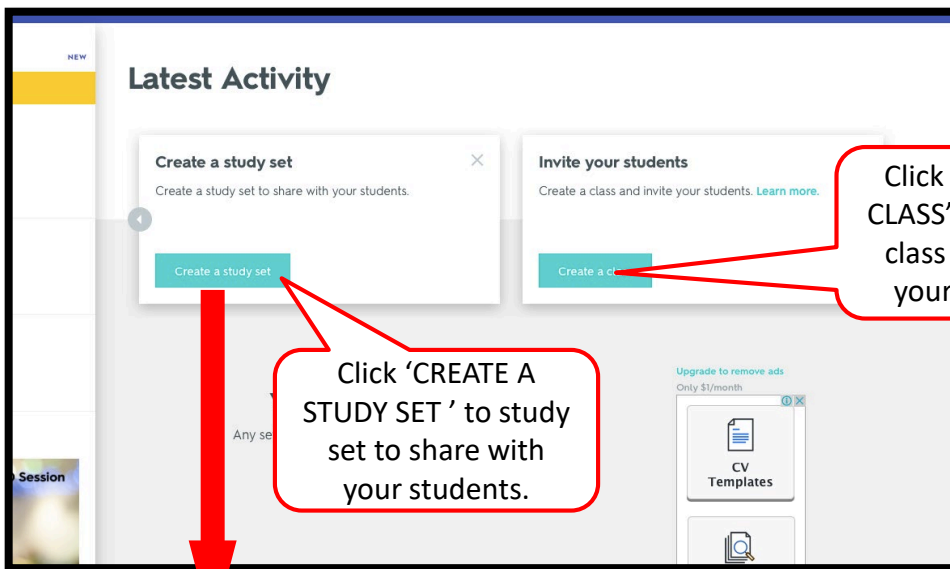 NEW
Latest Activity
Create a study set
Create a study set to share with your students.
Create a study set
Invite your students
Create a class and invite your students. Learn more.
Create a
Click
CLASS’
class
your
Click ‘CREATE A
STUDY SET ’ to study
set to share with
your students.
Any
Upgrade to remove ads
Only $1/month
CV
Templates
Session